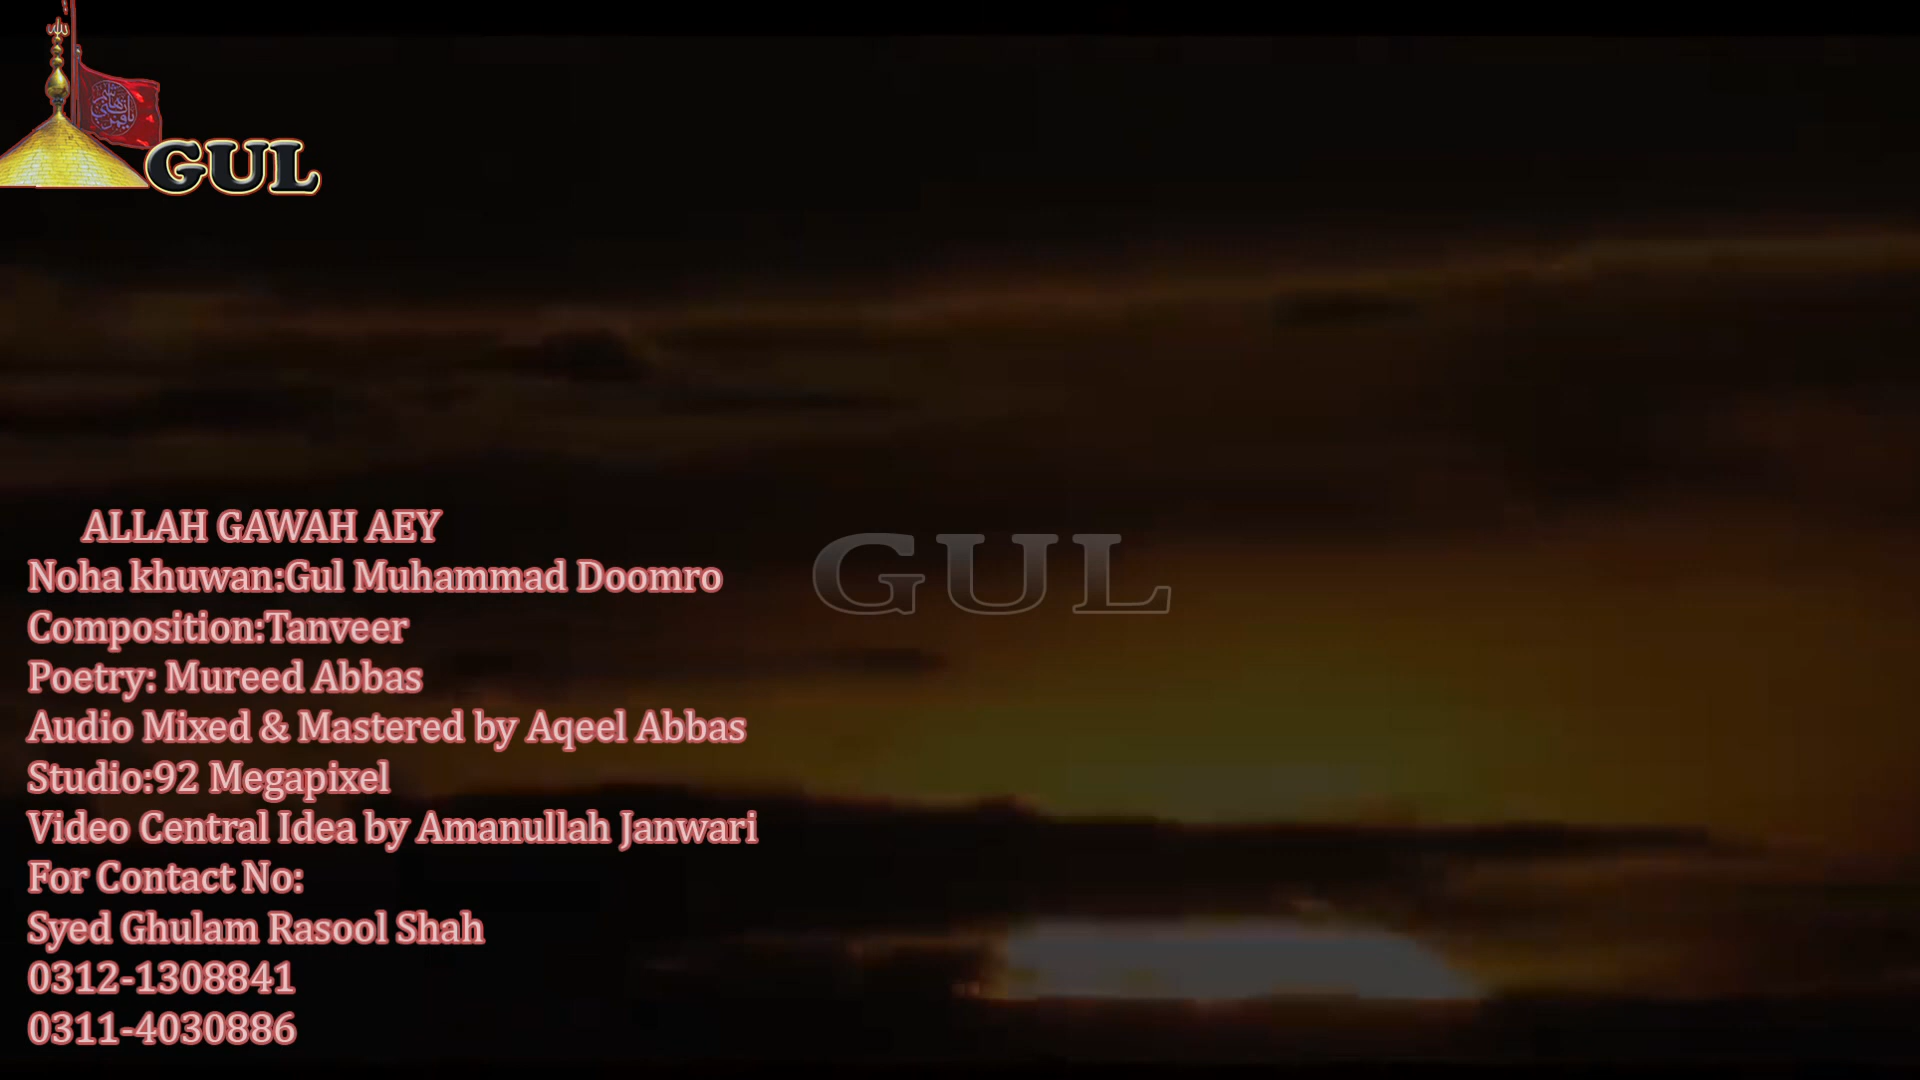 GUL
ALLAH GAWAH AEY
Noha khuwan:Gul Muhammad Doomro
GUL
Composition:Tanveer
Poetry: Mureed Abbas
Audio Mixed & Mastered by Aqeel Abbas
Studio:92 Megapixel
Video Central Idea by Amanullah Janwari
For Contact No:
Syed Ghulam Rasool Shah
0312-1308841
0311-4030886